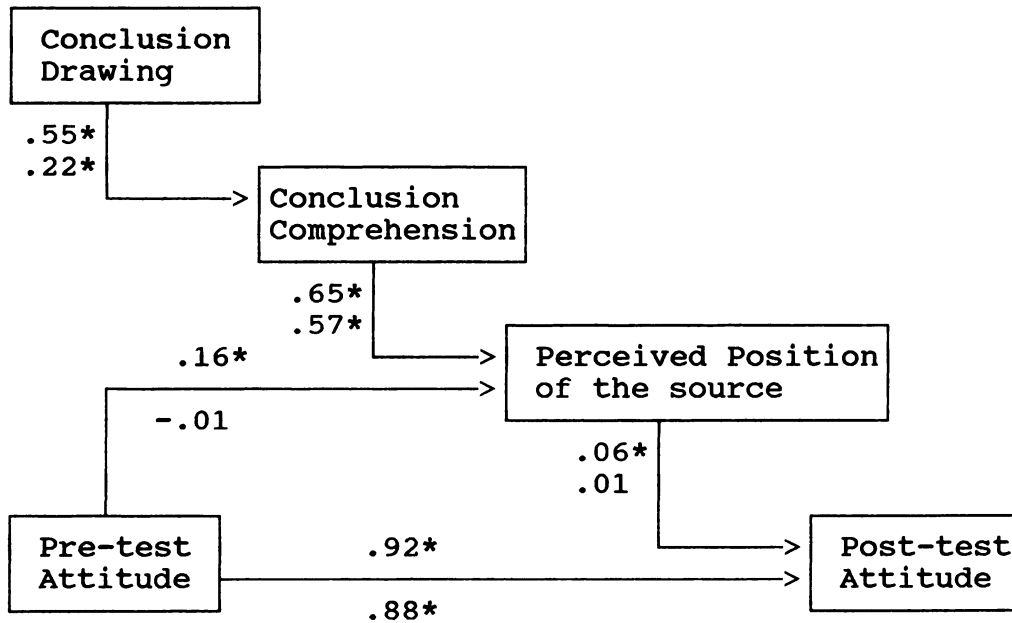 Conclusion
Drawing
.55*
.22*
Conclusion
Comprehension
.65*
.57*
.16*
Perceived Position
of the source
-.01
.06*
.01
Pre-test
Attitude
.92*
Post-test
Attitude
.88*